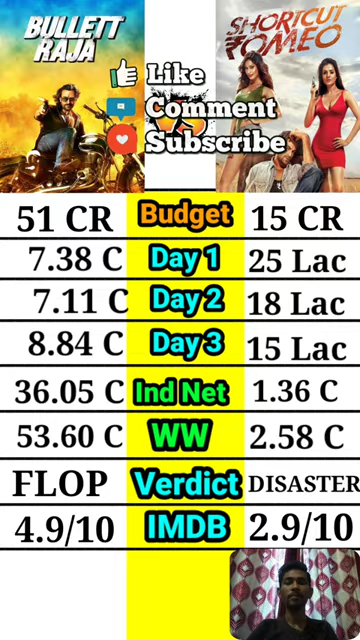 BULLETT
RAJA
SHORTCUT
ROMEO
Like
Comment
Subscribe
51 CR Budget 15 CR
7.38 C Day 1 25 Lac
7.11 C Day 2 18 Lac
8.84 C Day 3 15 Lac
36.05 C Ind Net 1.36 C
53.60 C WW 2.58 C
FLOP Verdict DISASTER
4.9/10 IMDB 2.9/10